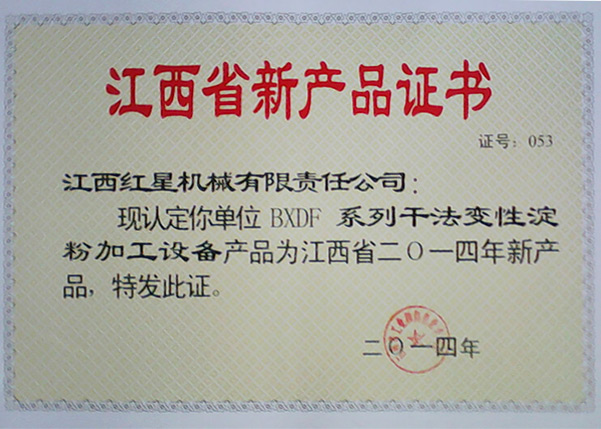 江西省新产品证书
证号：053
江西红星机械有限责任公司：
现认定你单位 BXDF 系列干法变性淀
粉加工设备产品为江西省二〇一四年新产
品，特发此证。
二〇一四年